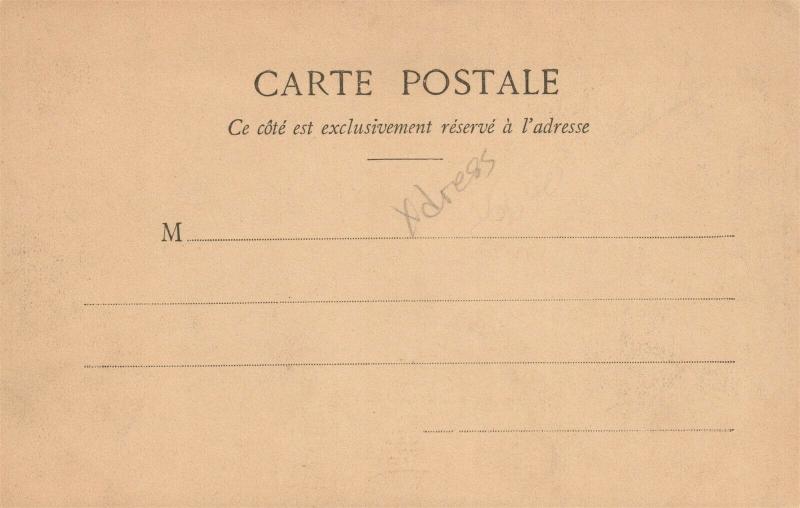 CARTE POSTALE
Ce côté est exclusivement réservé à l'adresse
Xdress
M